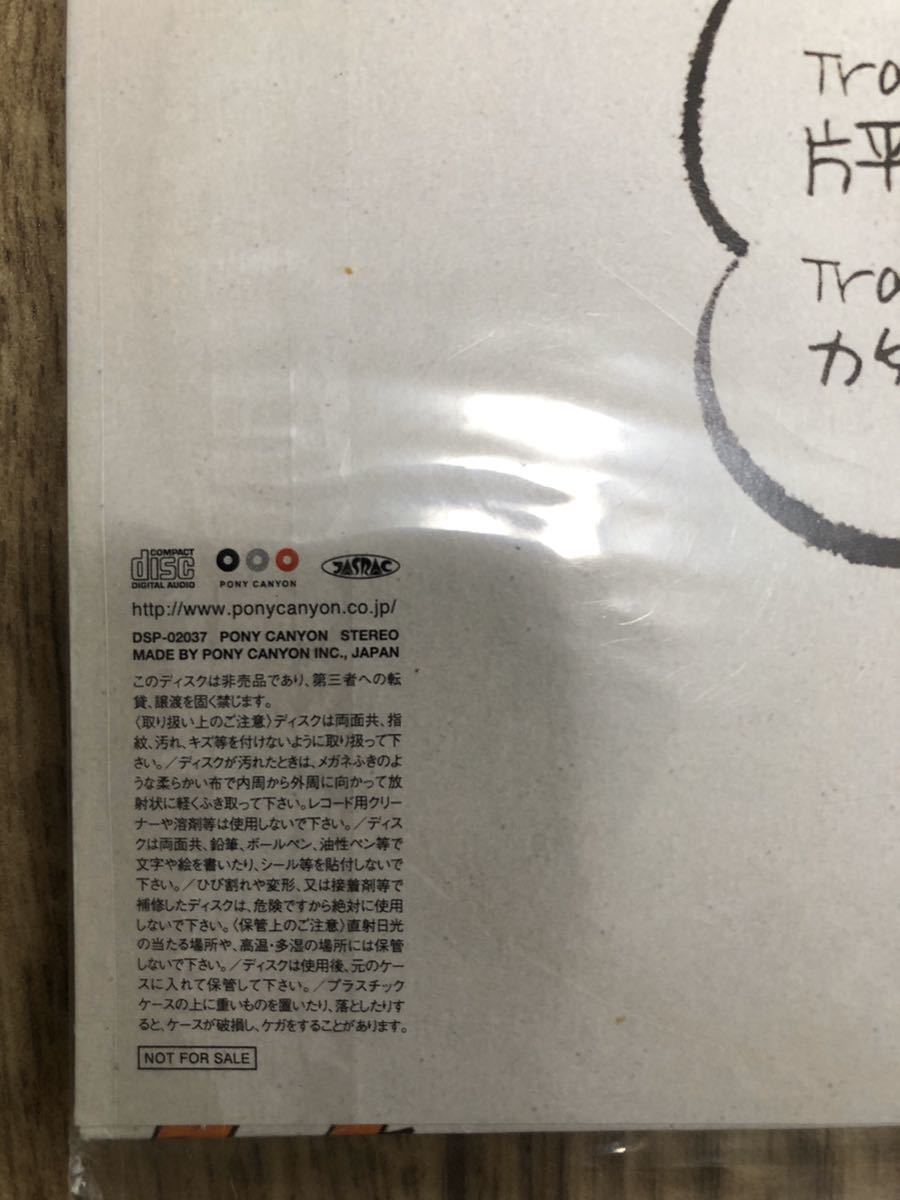 Tra
片平
Tra
カタ
COMPACT
disc
DIGITAL AUDIO
PONY CANYON
JASRAC
http://www.ponycanyon.co.jp/
DSP-02037 PONY CANYON STEREO
MADE BY PONY CANYON INC., JAPAN
このディスクは非売品であり、第三者への転
貸、譲渡を固く禁じます。
〈取り扱い上のご注意〉ディスクは両面共、指
紋、汚れ、キズ等を付けないように取り扱って下
さい。／ディスクが汚れたときは、メガネふきのよ
うな柔らかい布で内周から外周に向かって放
射状に軽くふき取って下さい。レコード用クリー
ナーや溶剤等は使用しないで下さい。／ディス
クは両面共、鉛筆、ボールペン、油性ペン等で
文字や絵を書いたり、シール等を貼付しないで
下さい。／ひび割れや変形、又は接着剤等で
補修したディスクは、危険ですから絶対に使用
しないで下さい。〈保管上のご注意〉直射日光
の当たる場所や、高温・多湿の場所には保管
しないで下さい。／ディスクは使用後、元のケー
スに入れて保管して下さい。／プラスチック
ケースの上に重いものを置いたり、落としたりす
ると、ケースが破損し、ケガをすることがあります。
NOT FOR SALE